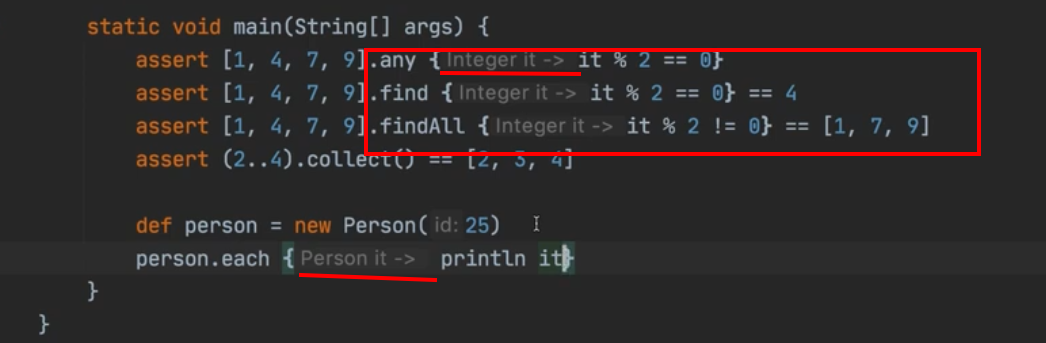 static void main(String[] args) {
assert [1, 4, 7, 9].any { Integer it -> it % 2 == 0}
assert [1, 4, 7, 9].find { Integer it -> it % 2 == 0} == 4
assert [1, 4, 7, 9].findAll { Integer it -> it % 2 != 0} == [1, 7, 9]
assert (2..4).collect() == [2, 3, 4]
def person = new Person( id: 25)
person.each { Person it -> println it}
}
}